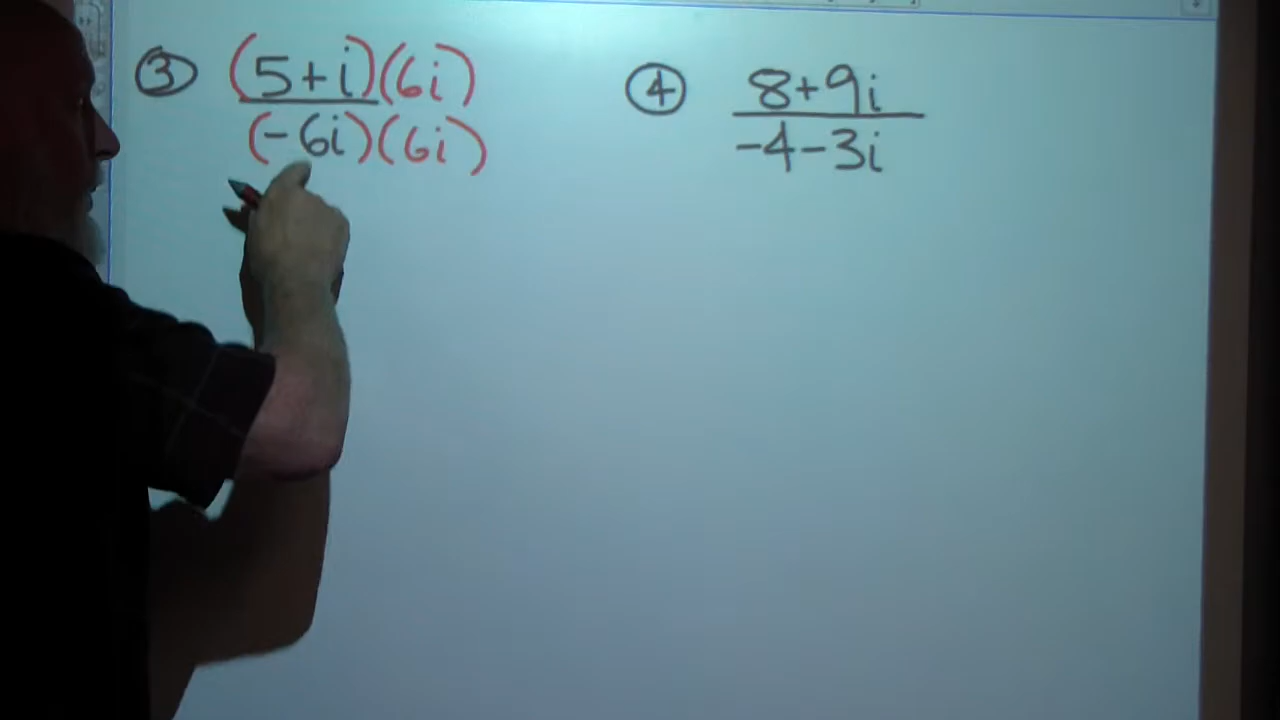 ③ (5+i)(6i)
(-6i)(6i)
④ 8+9i
-4-3i